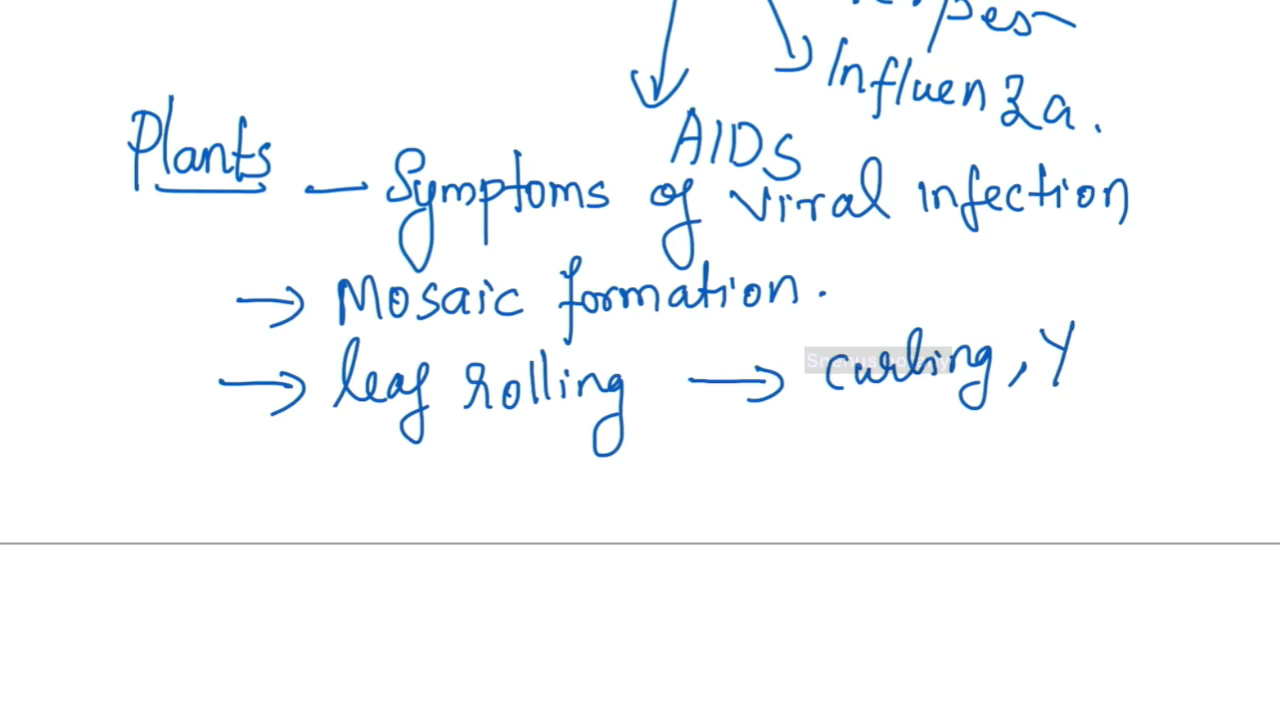 Influenza.
AIDS
Plants — Symptoms of viral infection
→ Mosaic formation.
→ leaf rolling → curling, Y